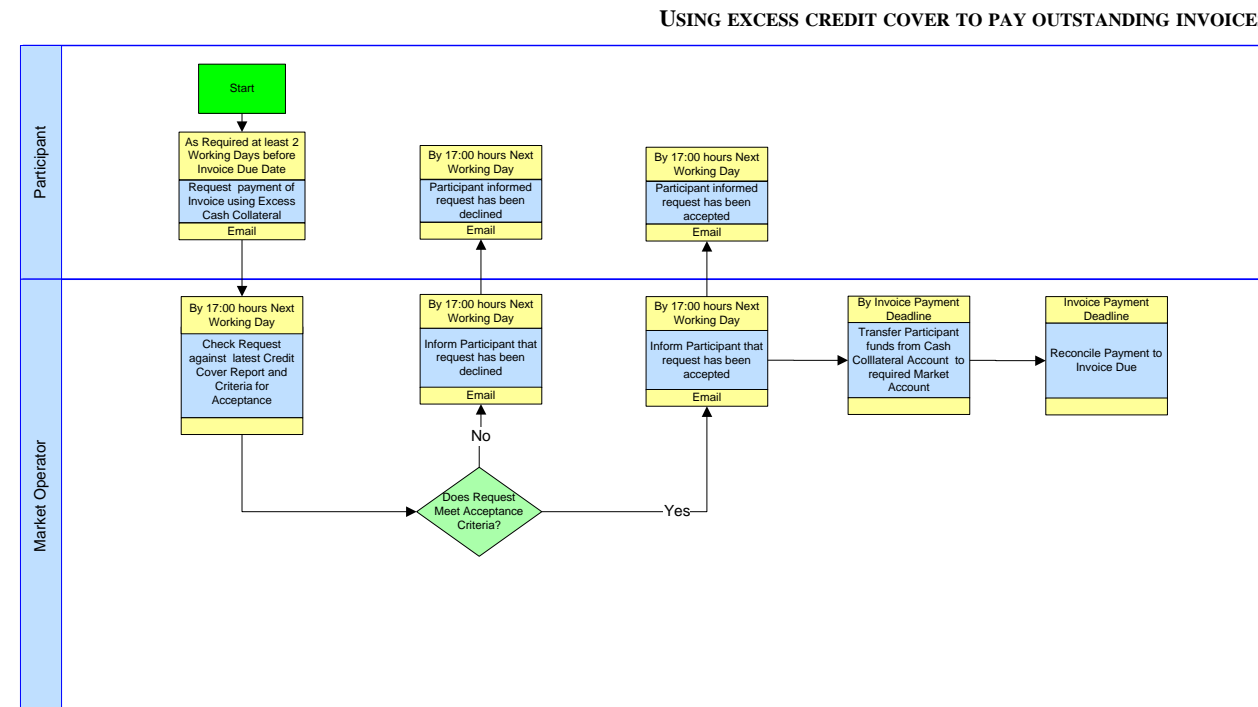 USING EXCESS CREDIT COVER TO PAY OUTSTANDING INVOICE
Participant
Start
As Required at least 2
Working Days before
Invoice Due Date
Request payment of
Invoice using Excess
Cash Collateral
Email
By 17:00 hours Next
Working Day
Participant informed
request has been
declined
Email
By 17:00 hours Next
Working Day
Participant informed
request has been
accepted
Email
Market Operator
By 17:00 hours Next
Working Day
Check Request
against latest Credit
Cover Report and
Criteria for
Acceptance
By 17:00 hours Next
Working Day
Inform Participant that
request has been
declined
Email
By 17:00 hours Next
Working Day
Inform Participant that
request has been
accepted
Email
By Invoice Payment
Deadline
Transfer Participant
funds from Cash
Colllateral Account to
required Market
Account
Invoice Payment
Deadline
Reconcile Payment to
Invoice Due
No
Does Request
Meet Acceptance
Criteria?
Yes